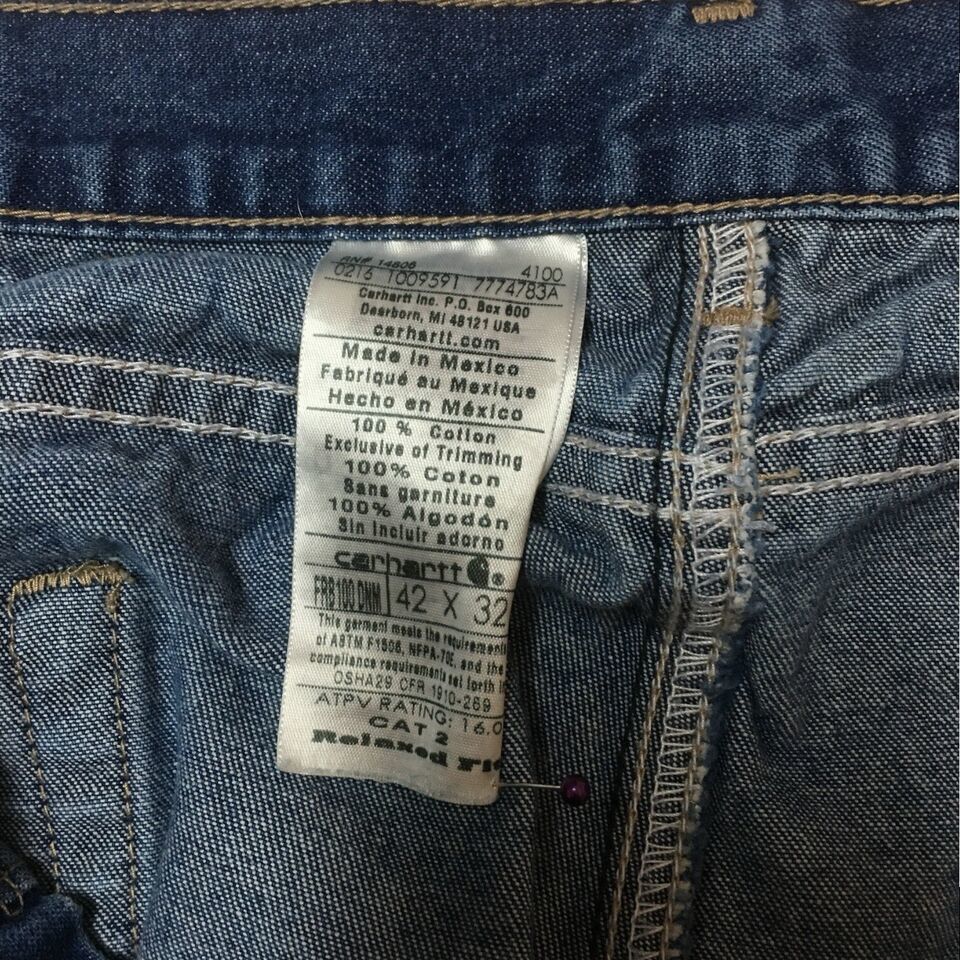 RN# 14806 4100
0216 1009591 7774783A
Carhartt Inc. P.O. Box 600
Dearborn, MI 48121 USA
carhartt.com
Made in Mexico
Fabriqué au Mexique
Hecho en México
100 % Cotton
Exclusive of Trimming
100% Coton
Sans garniture
100% Algodón
Sin Incluir adorno
carhartt ®
FRB100 DNM 42 X 32
This garment meets the requirements
of ASTM F1506, NFPA-70E, and the
compliance requirements set forth in
OSHA29 CFR 1910-269
ATPV RATING: 16.0
CAT 2
Relaxed Fit